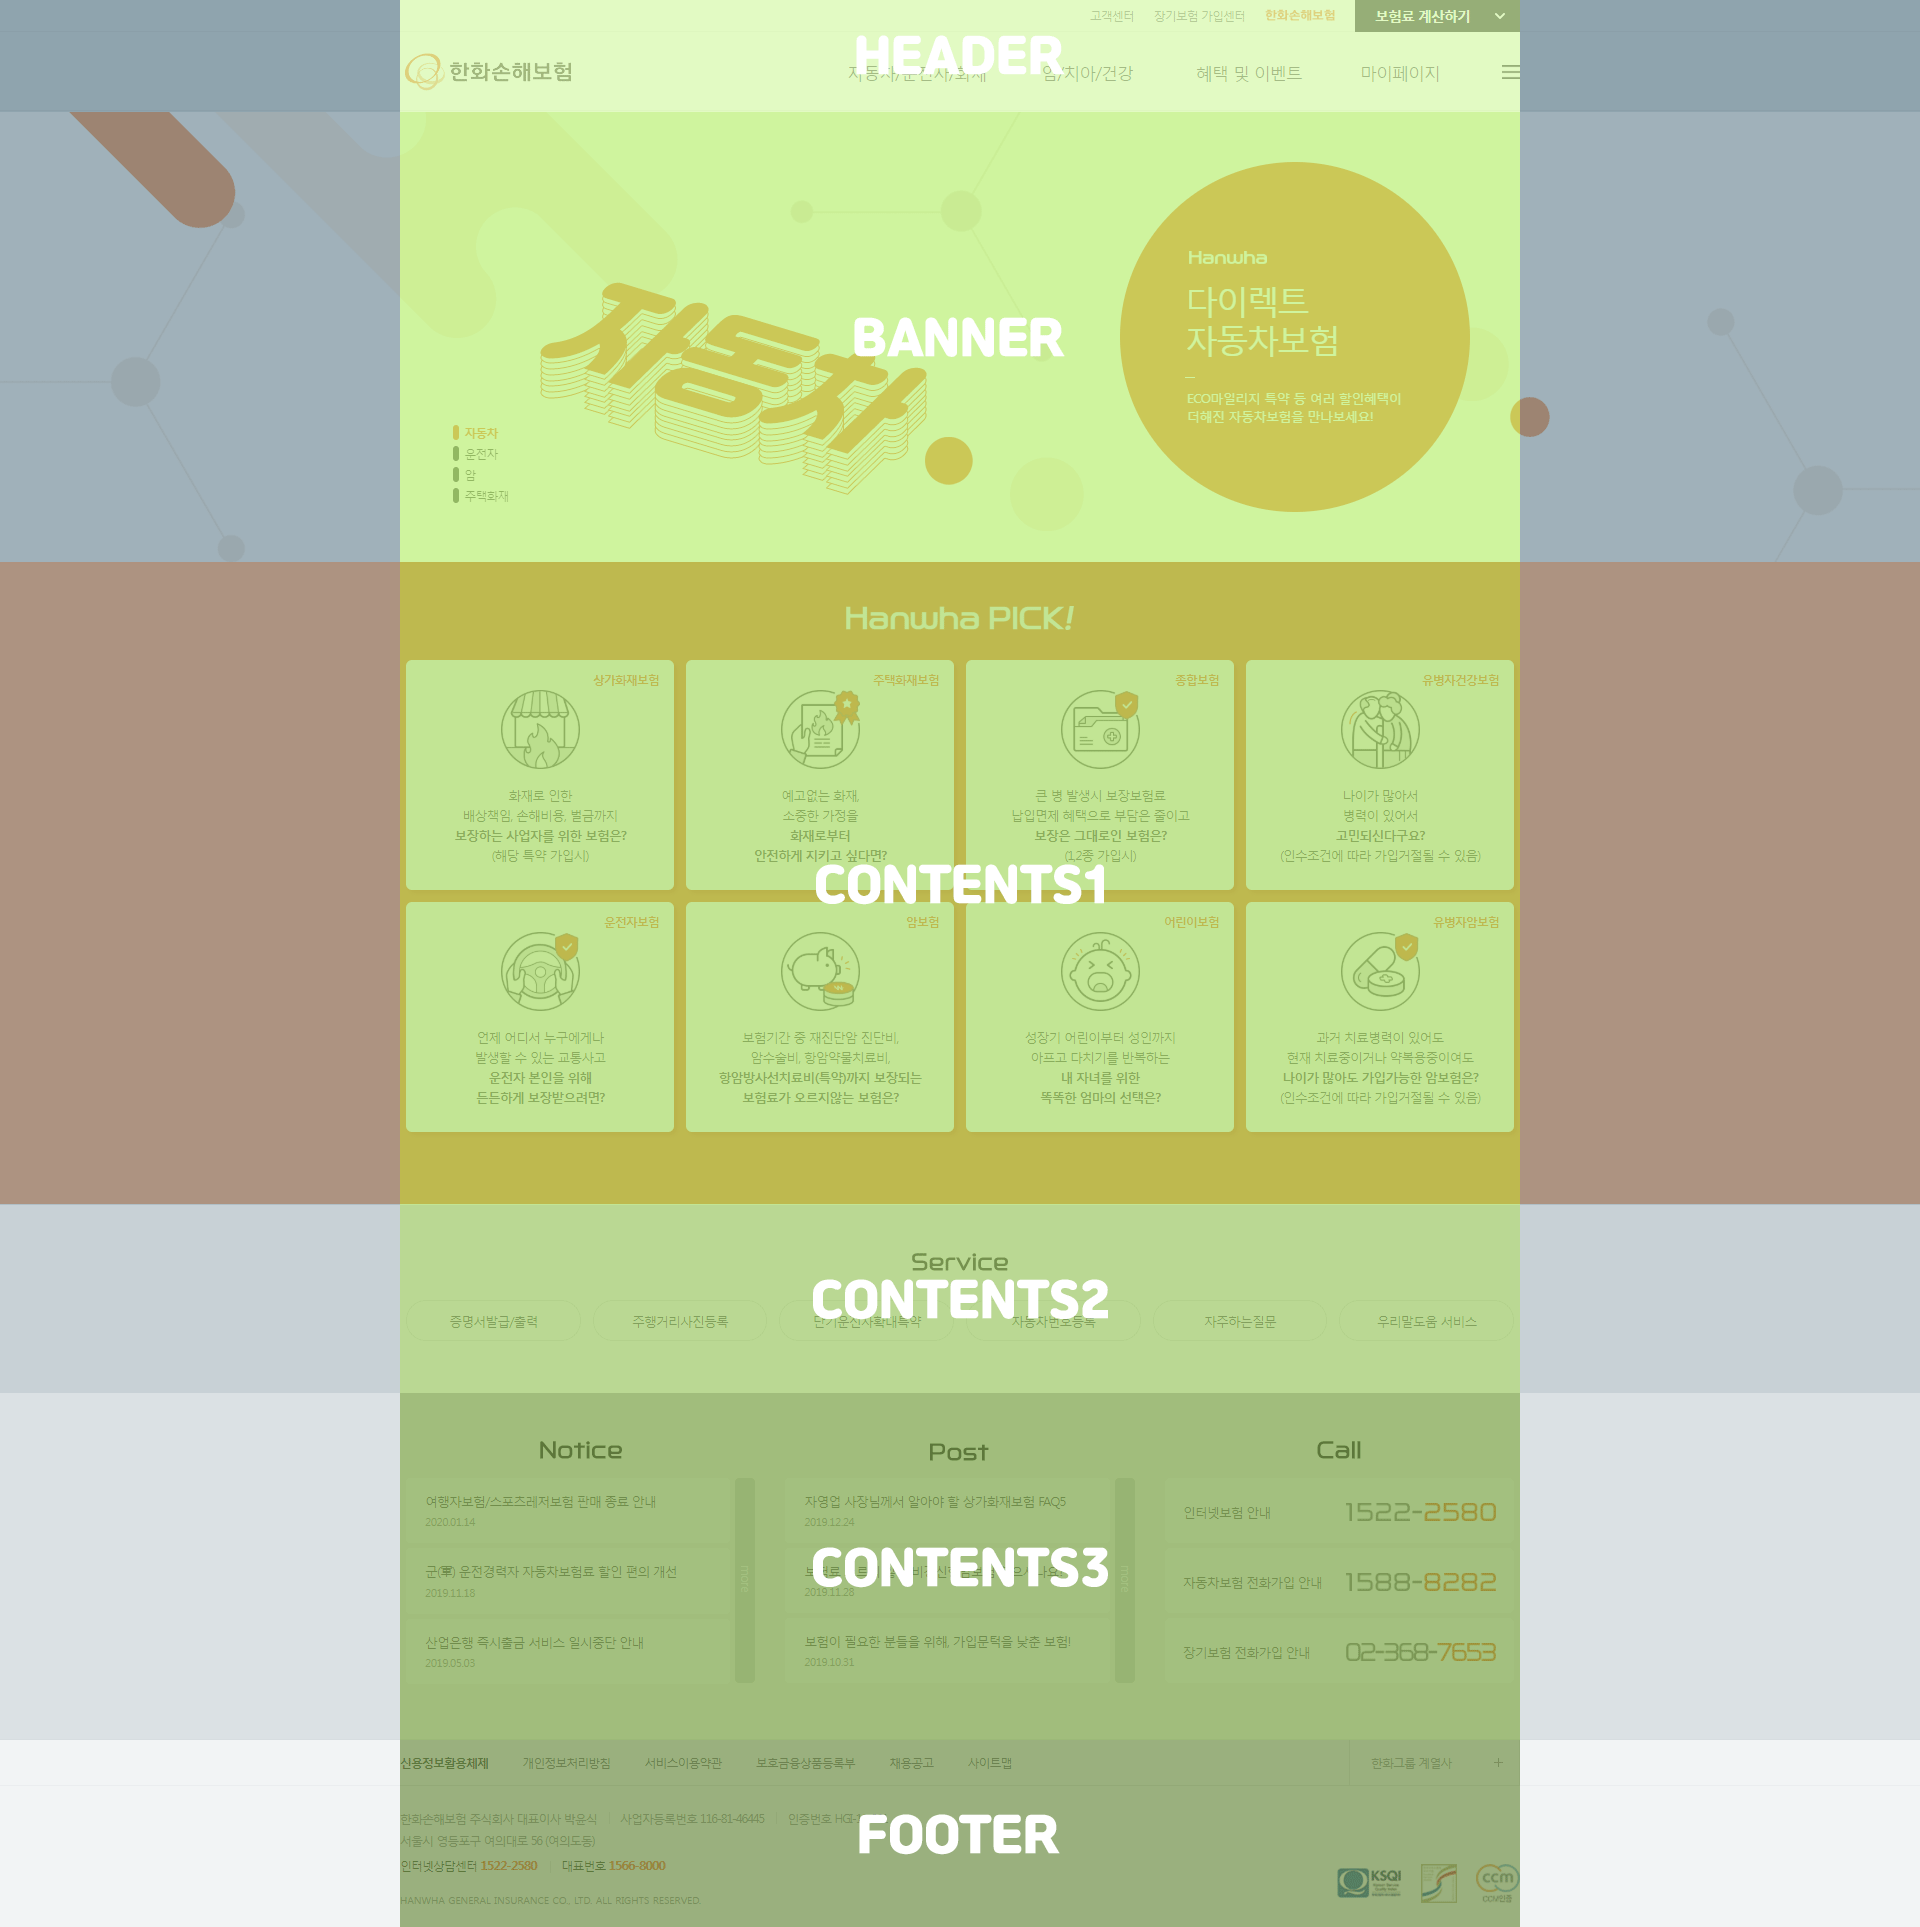 고객센터
장기보험 가입센터
한화손해보험
보험료 계산하기
HEADER
한화손해보험
자동차/운전자/화재
암/치아/건강
혜택 및 이벤트
마이페이지
자동차
BANNER
Hanwha
다이렉트
자동차보험
ECO마일리지 특약 등 여러 할인혜택이
더해진 자동차보험을 만나보세요!
자동차
운전자
암
주택화재
Hanwha PICK!
상가화재보험
화재로 인한
배상책임, 손해비용, 벌금까지
보장하는 사업자를 위한 보험은?
(해당 특약 가입시)
주택화재보험
예고없는 화재,
소중한 가정을
화재로부터
안전하게 지키고 싶다면?
종합보험
큰 병 발생시 보장보험료
납입면제 혜택으로 부담은 줄이고
보장은 그대로인 보험은?
(1,2종 가입시)
유병자건강보험
나이가 많아서
병력이 있어서
고민되신다구요?
(인수조건에 따라 가입거절될 수 있음)
CONTENTS1
운전자보험
언제 어디서 누구에게나
발생할 수 있는 교통사고
운전자 본인을 위해
든든하게 보장받으려면?
암보험
보험기간 중 재진단암 진단비,
암수술비, 항암약물치료비,
항암방사선치료비(특약)까지 보장되는
보험료가 오르지않는 보험은?
어린이보험
성장기 어린이부터 성인까지
아프고 다치기를 반복하는
내 자녀를 위한
똑똑한 엄마의 선택은?
유병자암보험
과거 치료병력이 있어도
현재 치료중이거나 약복용중이여도
나이가 많아도 가입가능한 암보험은?
(인수조건에 따라 가입거절될 수 있음)
Service
CONTENTS2
증명서발급/출력
주행거리사진등록
단기운전자확대특약
자동차번호등록
자주하는질문
우리말도움 서비스
Notice
여행자보험/스포츠레저보험 판매 종료 안내
2020.01.14
군(軍) 운전경력자 자동차보험료 할인 편의 개선
2019.11.18
산업은행 즉시출금 서비스 일시중단 안내
2019.05.03
more
Post
자영업 사장님께서 알아야 할 상가화재보험 FAQ5
2019.12.24
CONTENTS3
2019.11.28
보험이 필요한 분들을 위해, 가입문턱을 낮춘 보험!
2019.10.31
more
Call
인터넷보험 안내
1522-2580
자동차보험 전화가입 안내
1588-8282
장기보험 전화가입 안내
02-368-7653
신용정보활용체제
개인정보처리방침
서비스이용약관
보호금융상품등록부
채용공고
사이트맵
한화그룹 계열사
한화손해보험 주식회사 대표이사 박윤식
사업자등록번호 116-81-46445
인증번호
FOOTER
서울시 영등포구 여의대로 56 (여의도동)
인터넷상담센터 1522-2580
대표번호 1566-8000
HANWHA GENERAL INSURANCE CO., LTD. ALL RIGHTS RESERVED.
KSQI
ccm
CCM인증